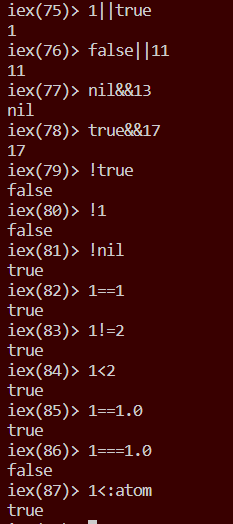 iex(75)> 1||true
1
iex(76)> false||11
11
iex(77)> nil&&13
nil
iex(78)> true&&17
17
iex(79)> !true
false
iex(80)> !1
false
iex(81)> !nil
true
iex(82)> 1==1
true
iex(83)> 1!=2
true
iex(84)> 1<2
true
iex(85)> 1==1.0
true
iex(86)> 1===1.0
false
iex(87)> 1<:atom
true